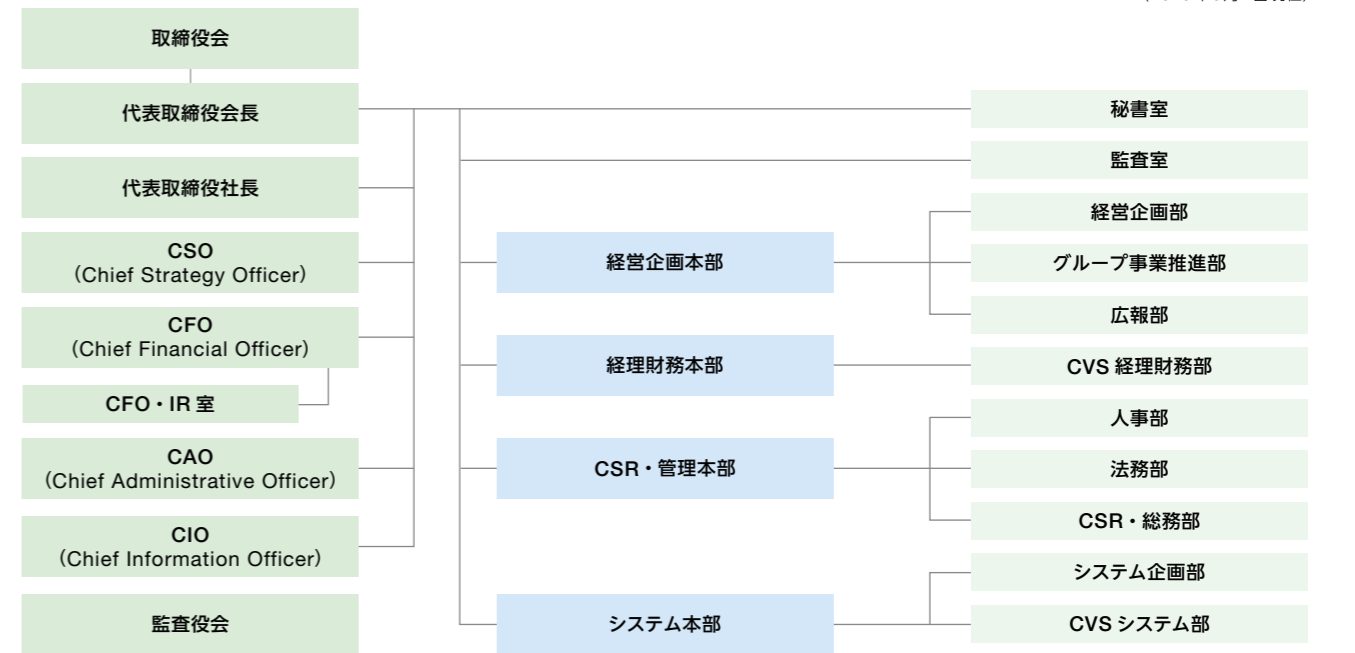 取締役会
代表取締役会長
代表取締役社長
CSO
(Chief Strategy Officer)
CFO
(Chief Financial Officer)
CFO・IR 室
CAO
(Chief Administrative Officer)
CIO
(Chief Information Officer)
監査役会
経営企画本部
経理財務本部
CSR・管理本部
システム本部
秘書室
監査室
経営企画部
グループ事業推進部
広報部
CVS 経理財務部
人事部
法務部
CSR・総務部
システム企画部
CVS システム部